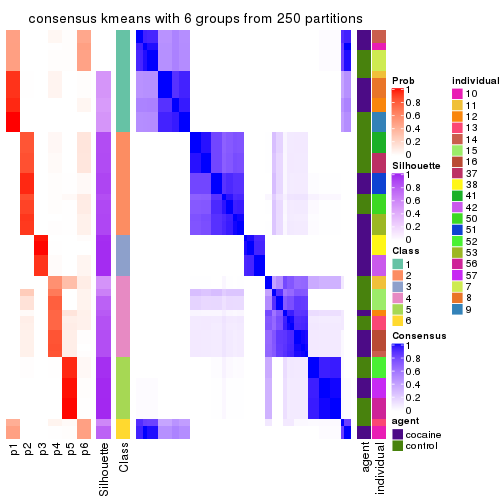 consensus kmeans with 6 groups from 250 partitions
p1
p2
p3
p4
p5
p6
Silhouette
Class
agent
individual
Prob
1
0.8
0.6
0.4
0.2
0
Silhouette
1
0.8
0.6
0.4
0.2
0
Class
1
2
3
4
5
6
Consensus
1
0.8
0.6
0.4
0.2
0
agent
cocaine
control
individual
10
11
12
13
14
15
16
37
38
41
42
50
51
52
53
56
57
7
8
9